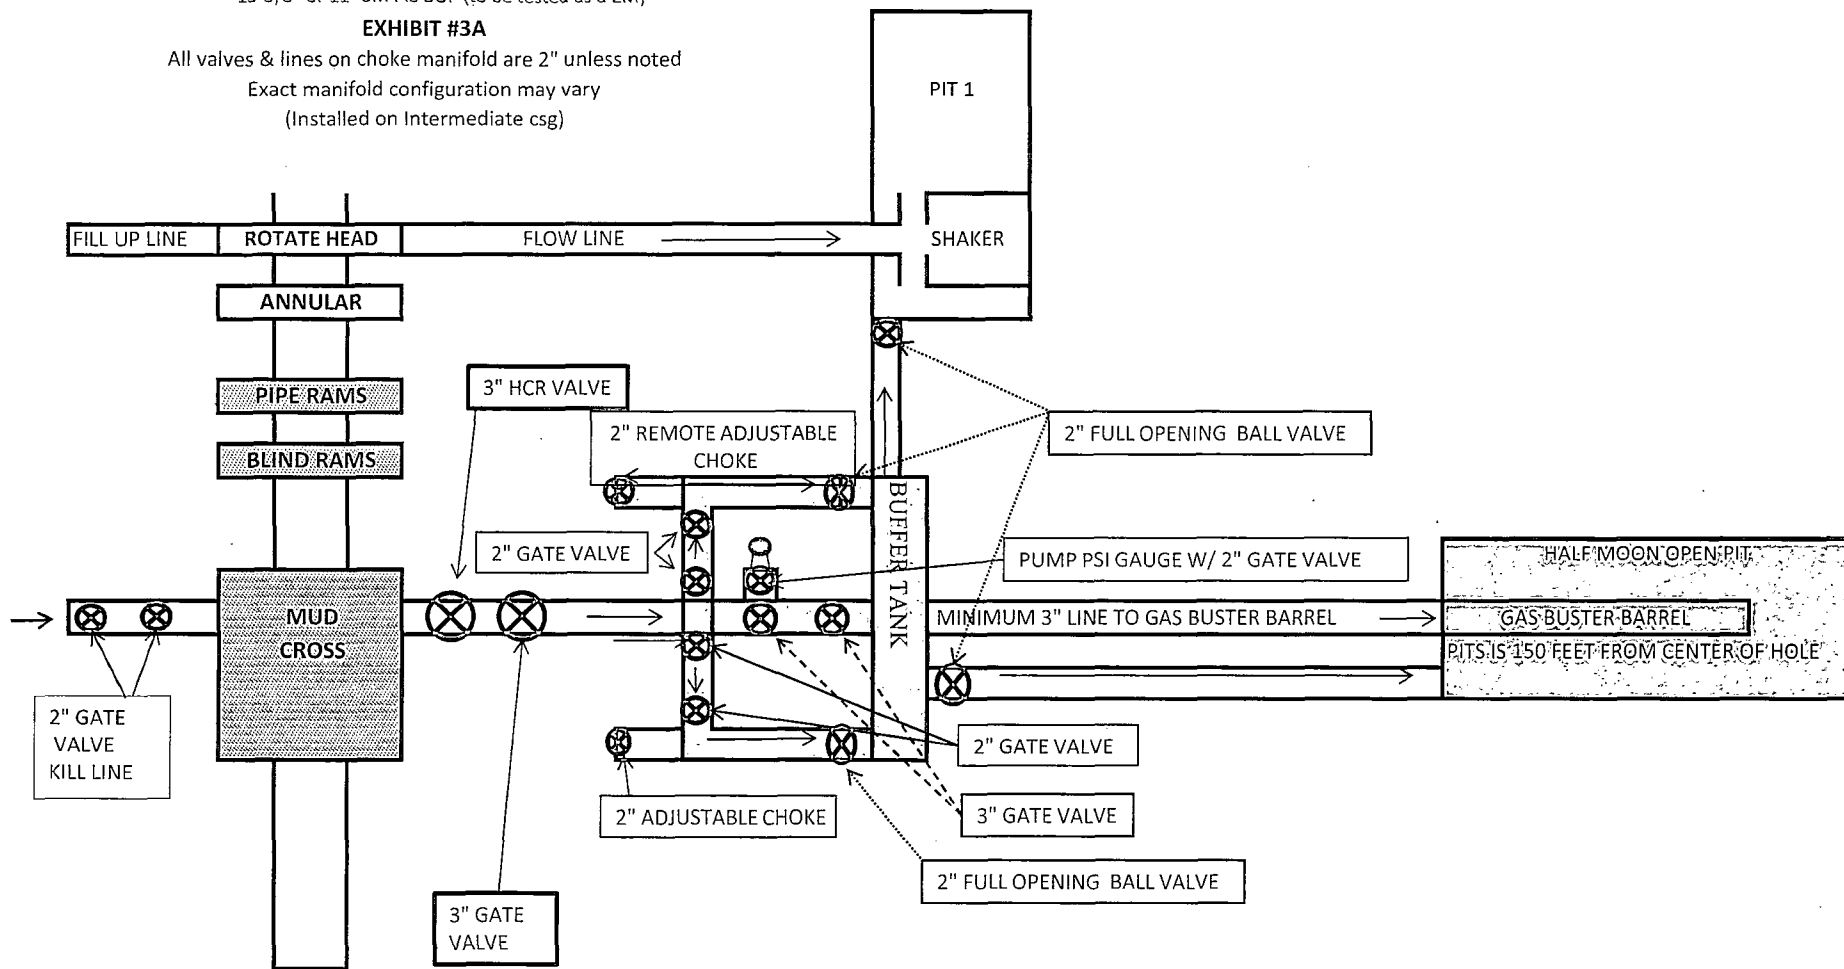 EXHIBIT #3A
All valves & lines on choke manifold are 2" unless noted
Exact manifold configuration may vary
(Installed on Intermediate csg)
PIT 1
FILL UP LINE
ROTATE HEAD
FLOW LINE
SHAKER
ANNULAR
PIPE RAMS
3" HCR VALVE
2" REMOTE ADJUSTABLE
CHOKE
2" FULL OPENING BALL VALVE
BLIND RAMS
BUFFER TANK
2" GATE VALVE
PUMP PSI GAUGE W/ 2" GATE VALVE
HALF MOON OPEN PIT
MUD
CROSS
MINIMUM 3" LINE TO GAS BUSTER BARREL
GAS BUSTER BARREL
PITS IS 150 FEET FROM CENTER OF HOLE
2" GATE
VALVE
KILL LINE
2" GATE VALVE
2" ADJUSTABLE CHOKE
3" GATE VALVE
2" FULL OPENING BALL VALVE
3" GATE
VALVE